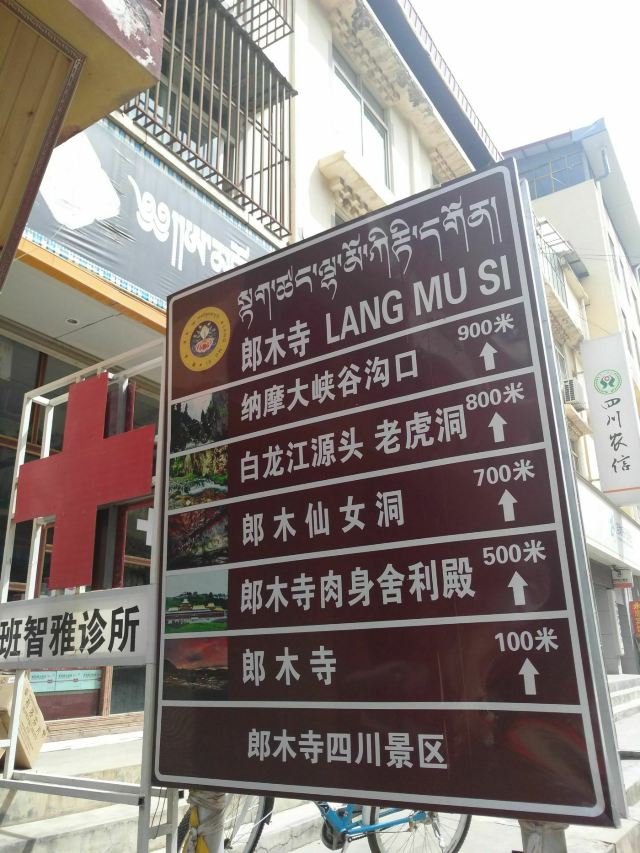 郎木寺 LANG MU SI
纳摩大峡谷沟口 900米
白龙江源头 老虎洞 800米
郎木仙女洞 700米
郎木寺肉身舍利殿 500米
郎木寺 100米
郎木寺四川景区
班智雅诊所
四川农信